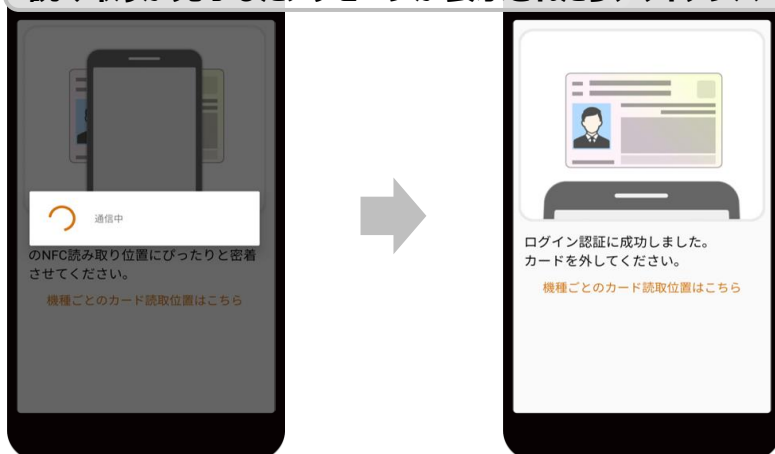 通信中
のNFC読み取り位置にぴったりと密着
させてください。
機種ごとのカード読取位置はこちら
ログイン認証に成功しました。
カードを外してください。
機種ごとのカード読取位置はこちら